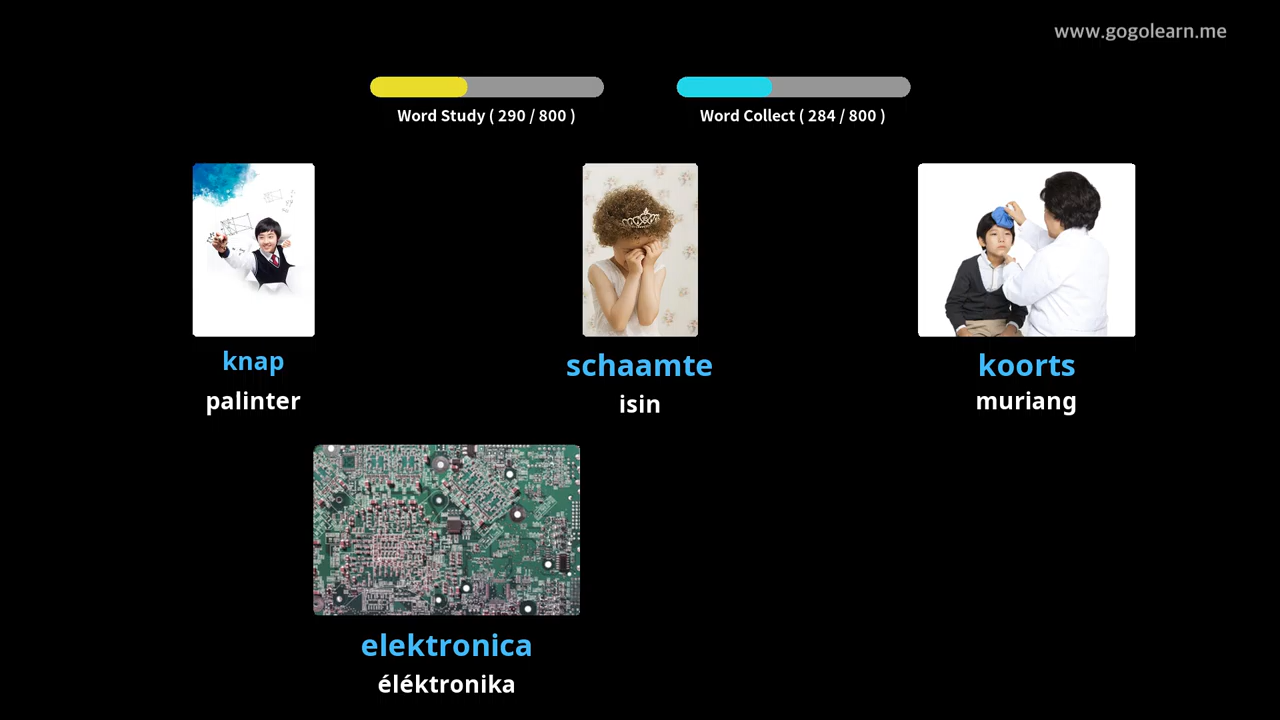 www.gogolearn.me
Word Study ( 290 / 800 )
Word Collect ( 284 / 800 )
knap
palinter
schaamte
isin
koorts
muriang
elektronica
éléktronika